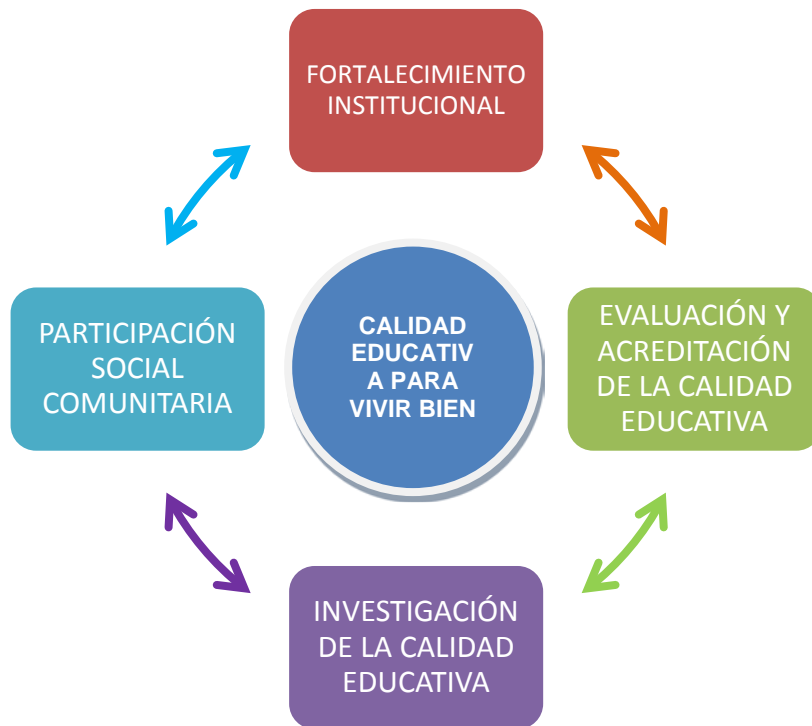 FORTALECIMIENTO
INSTITUCIONAL
PARTICIPACIÓN
SOCIAL
COMUNITARIA
CALIDAD
EDUCATIV
A PARA
VIVIR BIEN
EVALUACIÓN Y
ACREDITACIÓN
DE LA CALIDAD
EDUCATIVA
INVESTIGACIÓN
DE LA CALIDAD
EDUCATIVA